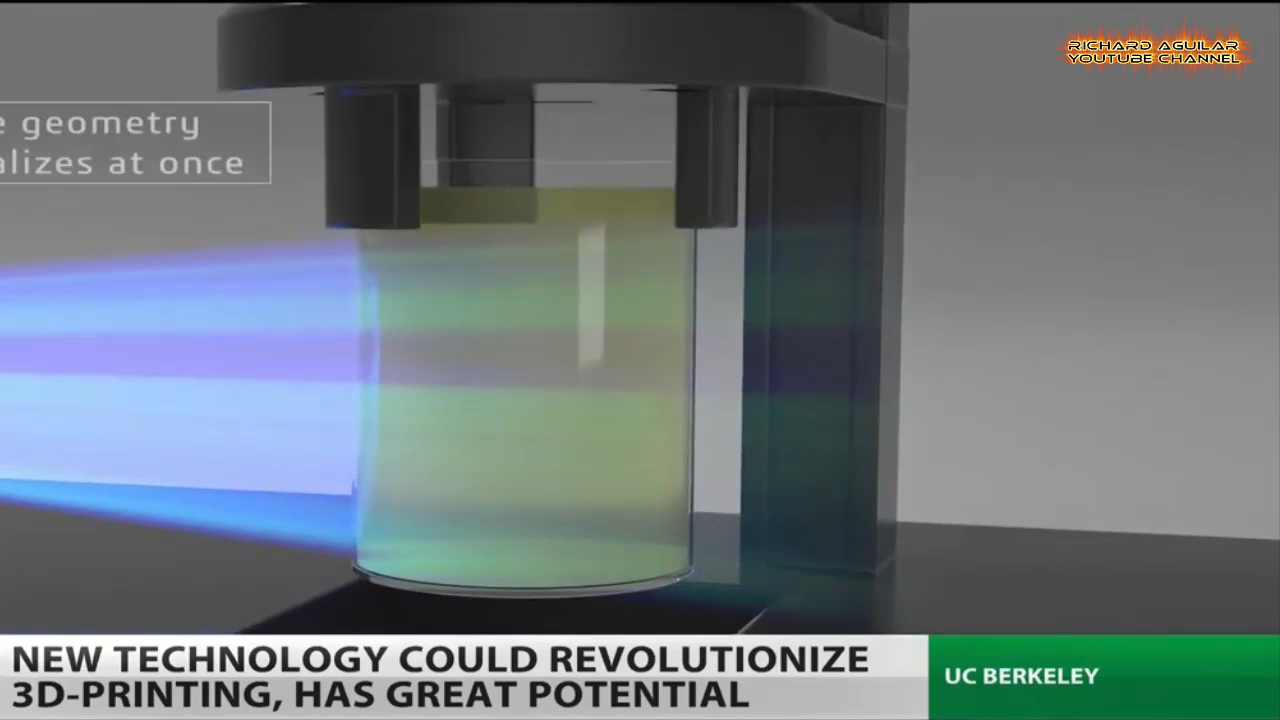 RICHARD AGUILAR
YOUTUBE CHANNEL
e geometry
alizes at once
NEW TECHNOLOGY COULD REVOLUTIONIZE
3D-PRINTING, HAS GREAT POTENTIAL
UC BERKELEY